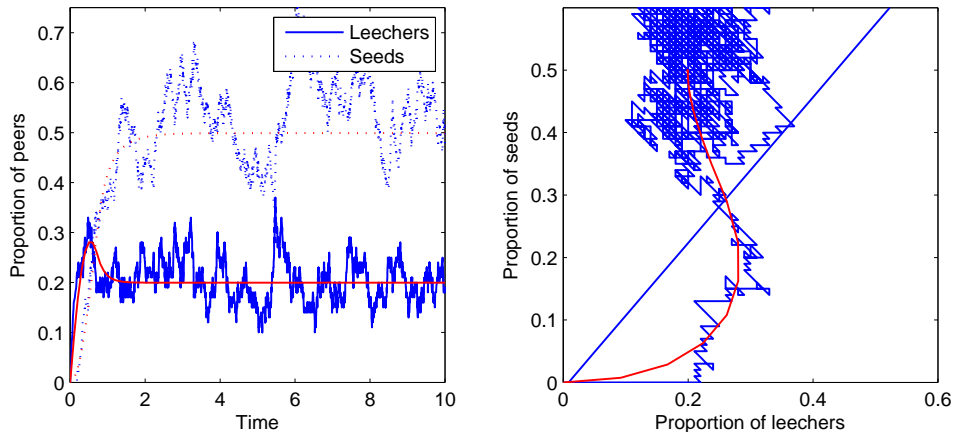 0.7
0.6
0.5
0.4
0.3
0.2
0.1
0
Proportion of peers
Leechers
Seeds
0 2 4 6 8 10
Time
0.5
0.4
0.3
0.2
0.1
0
Proportion of seeds
0 0.2 0.4 0.6
Proportion of leechers